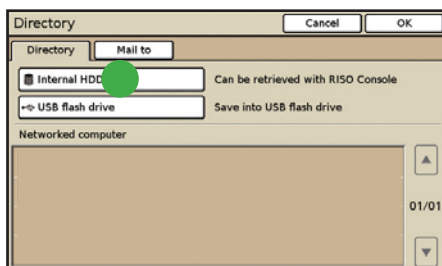 Directory Cancel OK
Directory Mail to
Internal HDD Can be retrieved with RISO Console
USB flash drive Save into USB flash drive
Networked computer
01/01